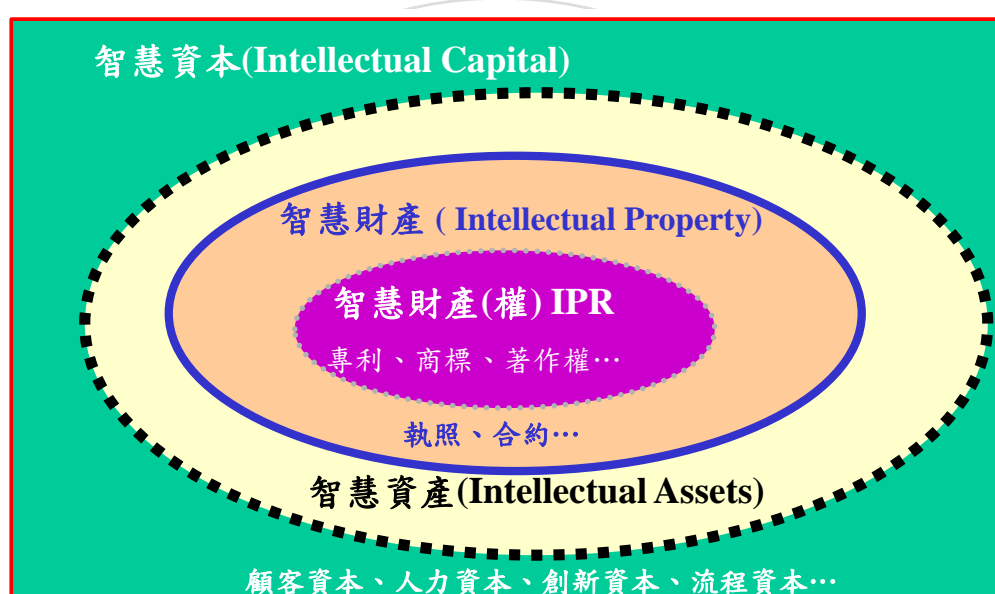 智慧資本(Intellectual Capital)
智慧財產 ( Intellectual Property)
智慧財產(權) IPR
專利、商標、著作權…
執照、合約…
智慧資產(Intellectual Assets)
顧客資本、人力資本、創新資本、流程資本…